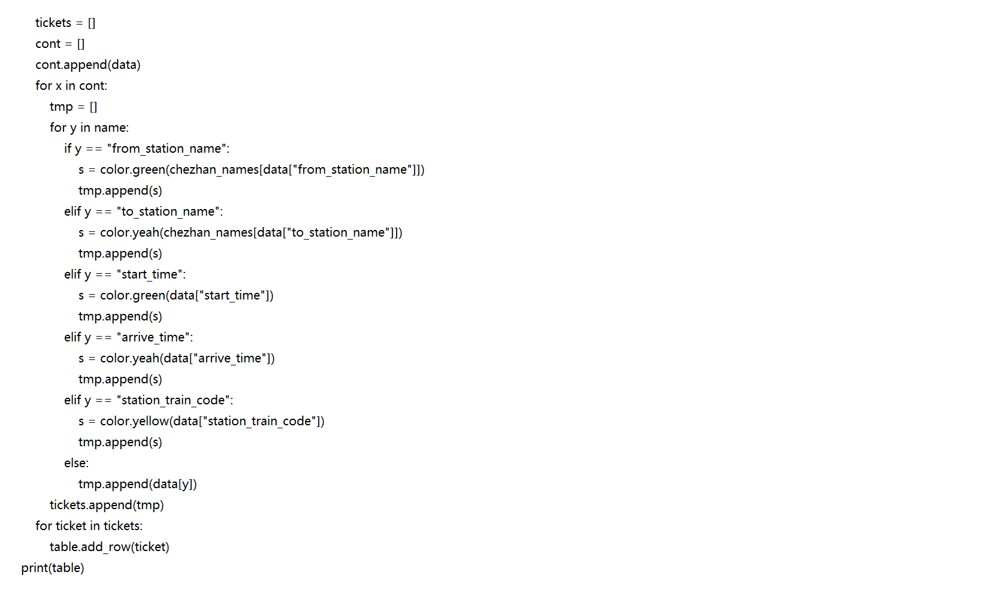 tickets = []
cont = []
cont.append(data)
for x in cont:
tmp = []
for y in name:
if y == "from_station_name":
s = color.green(chezhan_names[data["from_station_name"]])
tmp.append(s)
elif y == "to_station_name":
s = color.yeah(chezhan_names[data["to_station_name"]])
tmp.append(s)
elif y == "start_time":
s = color.green(data["start_time"])
tmp.append(s)
elif y == "arrive_time":
s = color.yeah(data["arrive_time"])
tmp.append(s)
elif y == "station_train_code":
s = color.yellow(data["station_train_code"])
tmp.append(s)
else:
tmp.append(data[y])
tickets.append(tmp)
for ticket in tickets:
table.add_row(ticket)
print(table)